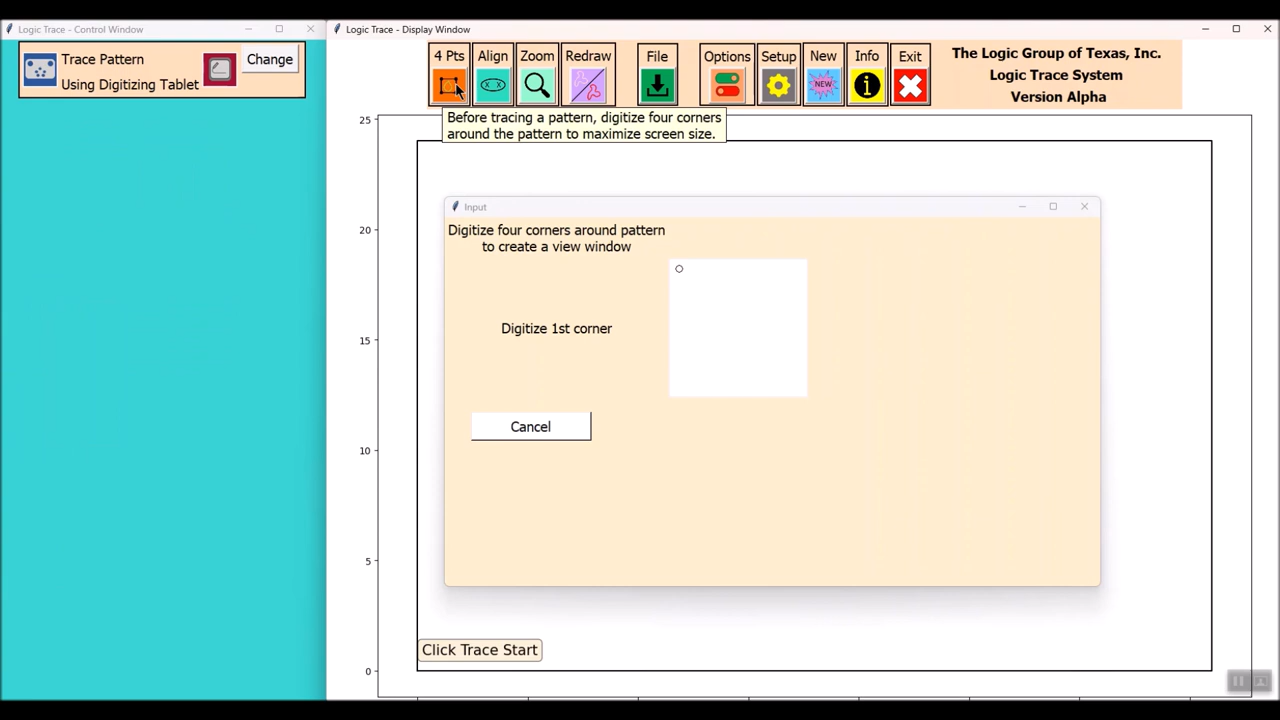 Logic Trace - Control Window
Trace Pattern
Using Digitizing Tablet
Change
Logic Trace - Display Window
4 Pts
Align
Zoom
Redraw
File
Options
Setup
New
Info
Exit
NEW
The Logic Group of Texas, Inc.
Logic Trace System
Version Alpha
Before tracing a pattern, digitize four corners
around the pattern to maximize screen size.
25
20
15
10
5
0
Input
Digitize four corners around pattern
to create a view window
Digitize 1st corner
Cancel
Click Trace Start